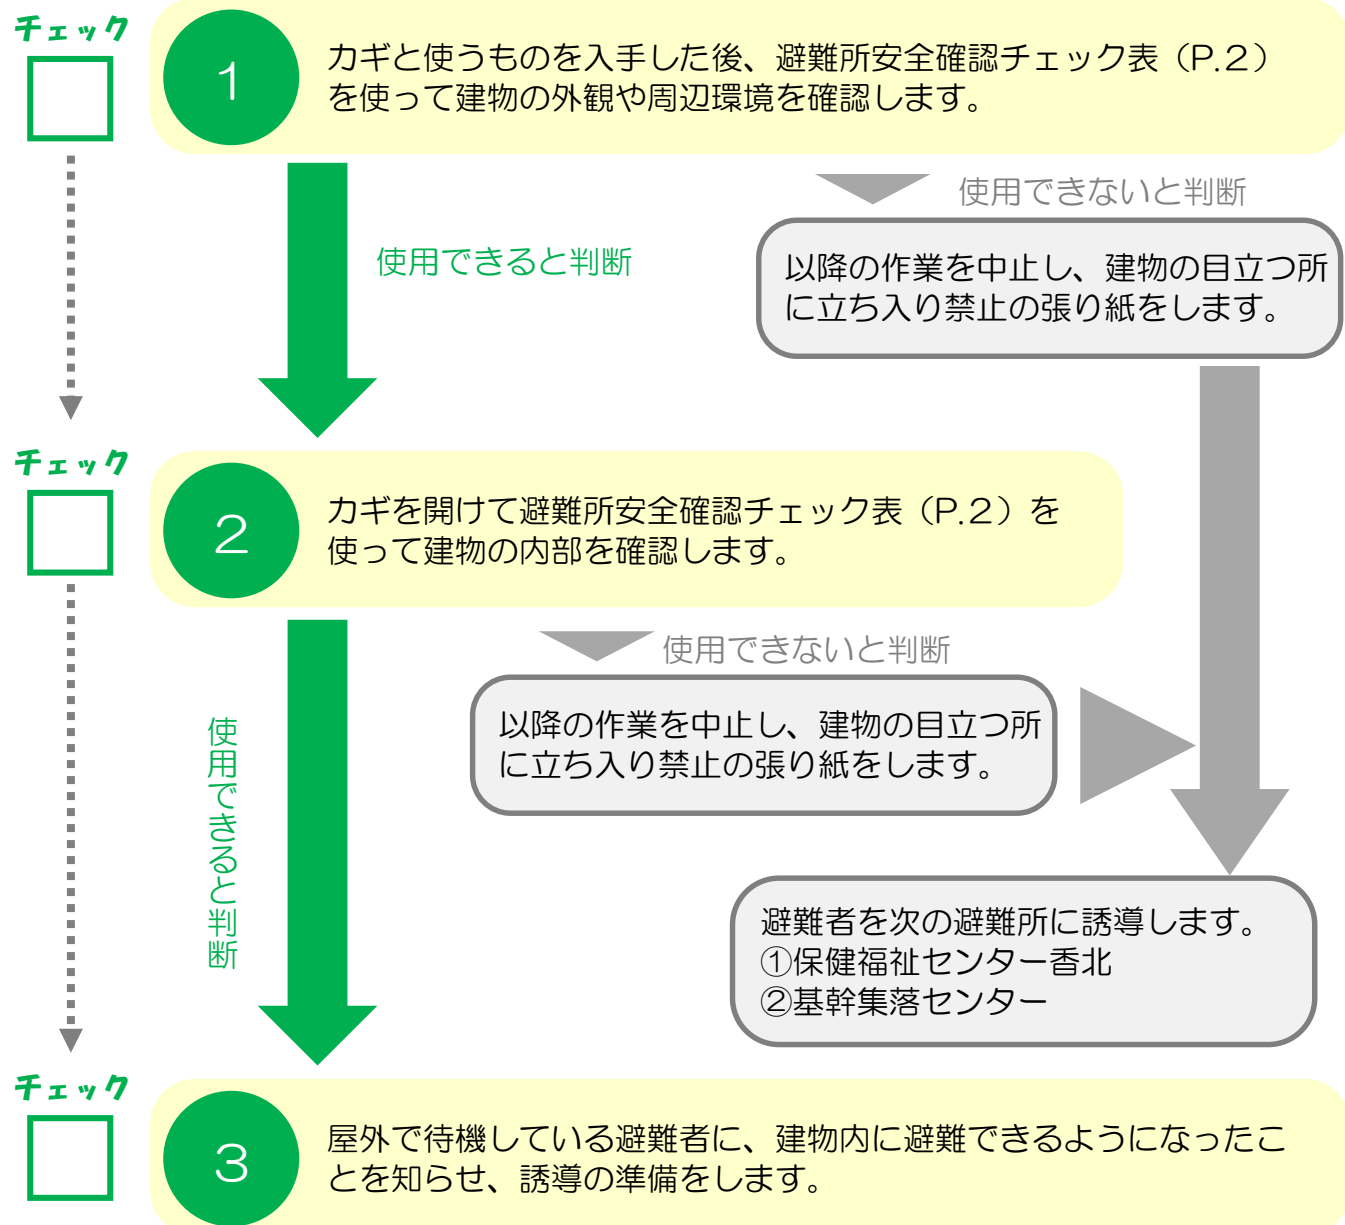 チェック
1
カギと使うものを入手した後、避難所安全確認チェック表（P.2）
を使って建物の外観や周辺環境を確認します。
使用できると判断
使用できないと判断
以降の作業を中止し、建物の目立つ所
に立ち入り禁止の張り紙をします。
チェック
2
カギを開けて避難所安全確認チェック表（P.2）を
使って建物の内部を確認します。
使用できないと判断
以降の作業を中止し、建物の目立つ所
に立ち入り禁止の張り紙をします。
使用できると判断
避難者を次の避難所に誘導します。
①保健福祉センター香北
②基幹集落センター
チェック
3
屋外で待機している避難者に、建物内に避難できるようになったこ
とを知らせ、誘導の準備をします。